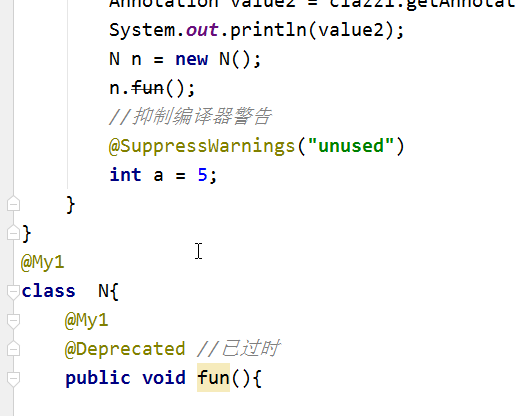 Annotation value2 = clazz1.getAnnotat
System.out.println(value2);
N n = new N();
n.fun();
//抑制编译器警告
@SuppressWarnings("unused")
int a = 5;
}
}
@My1
class  N{
@My1
@Deprecated //已过时
public void fun(){